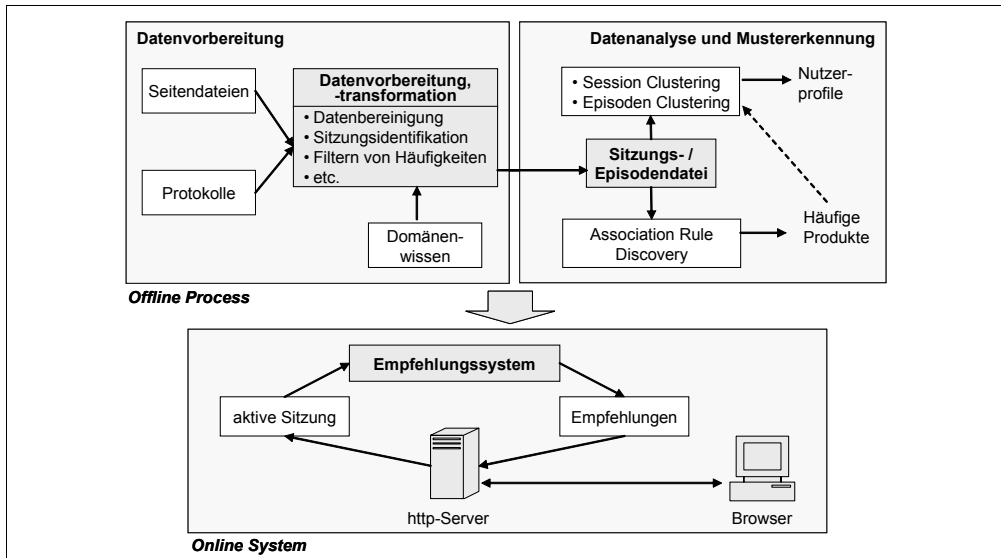 Datenvorbereitung
Seitendateien
Protokolle
Datenvorbereitung,
-transformation
• Datenbereinigung
• Sitzungsidentifikation
• Filtern von Häufigkeiten
• etc.
Domänen-
wissen
Datenanalyse und Mustererkennung
• Session Clustering
• Episoden Clustering
Nutzer-
profile
Sitzungs- /
Episodendatei
Association Rule
Discovery
Häufige
Produkte
Offline Process
Empfehlungssystem
aktive Sitzung
Empfehlungen
http-Server
Browser
Online System